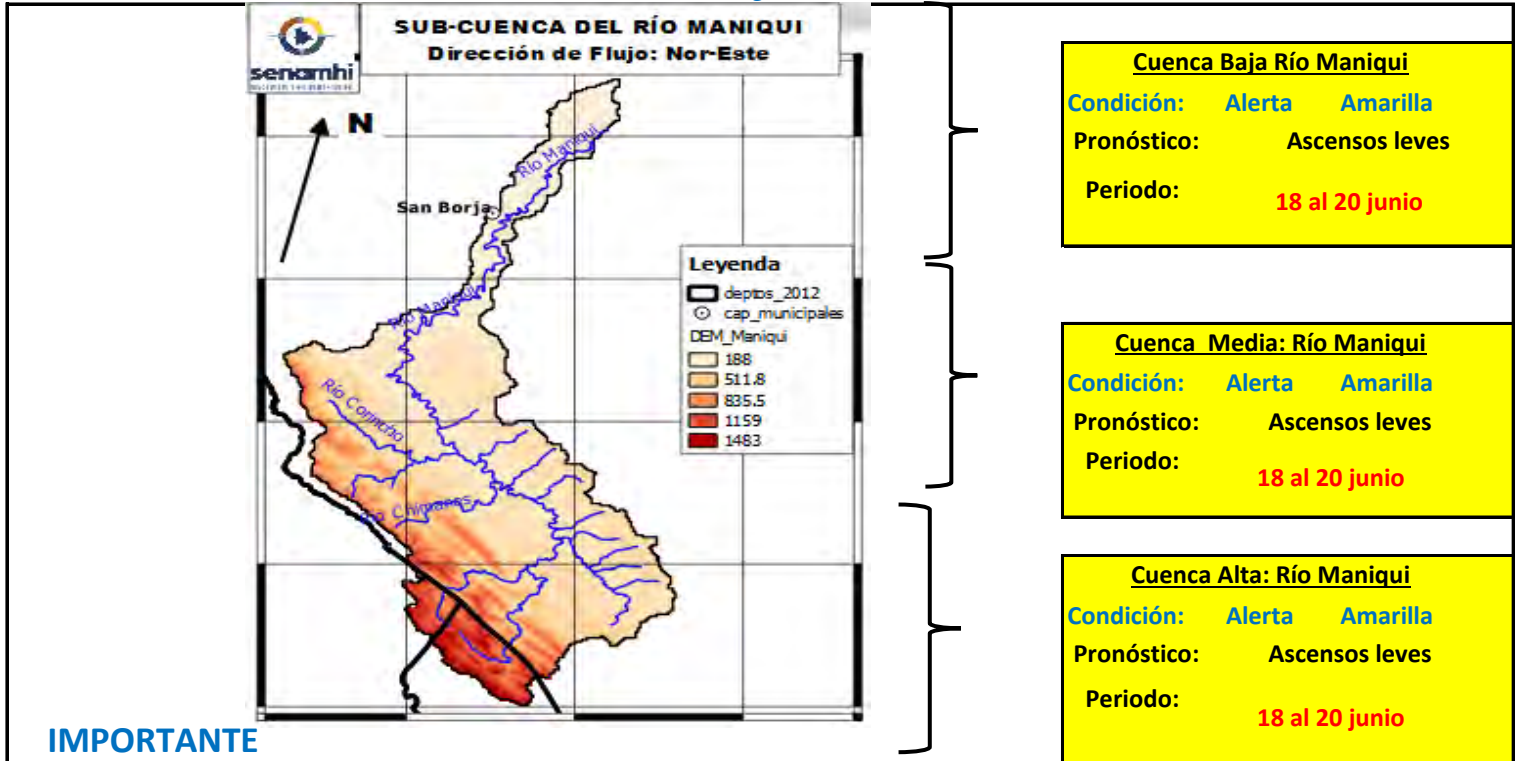 SUB-CUENCA DEL RÍO MANIQUI
Dirección de Flujo: Nor-Este
senamhi
N
Río Maniqui
San Borja
Río Maniqui
Río Chimanes
Leyenda
deptos_2012
cap_municipales
DEM_Maniqui
188
511.8
835.5
1159
1483
Cuenca Baja Río Maniqui
Condición: Alerta Amarilla
Pronóstico: Ascensos leves
Periodo: 18 al 20 junio
Cuenca Media: Río Maniqui
Condición: Alerta Amarilla
Pronóstico: Ascensos leves
Periodo: 18 al 20 junio
Cuenca Alta: Río Maniqui
Condición: Alerta Amarilla
Pronóstico: Ascensos leves
Periodo: 18 al 20 junio
IMPORTANTE